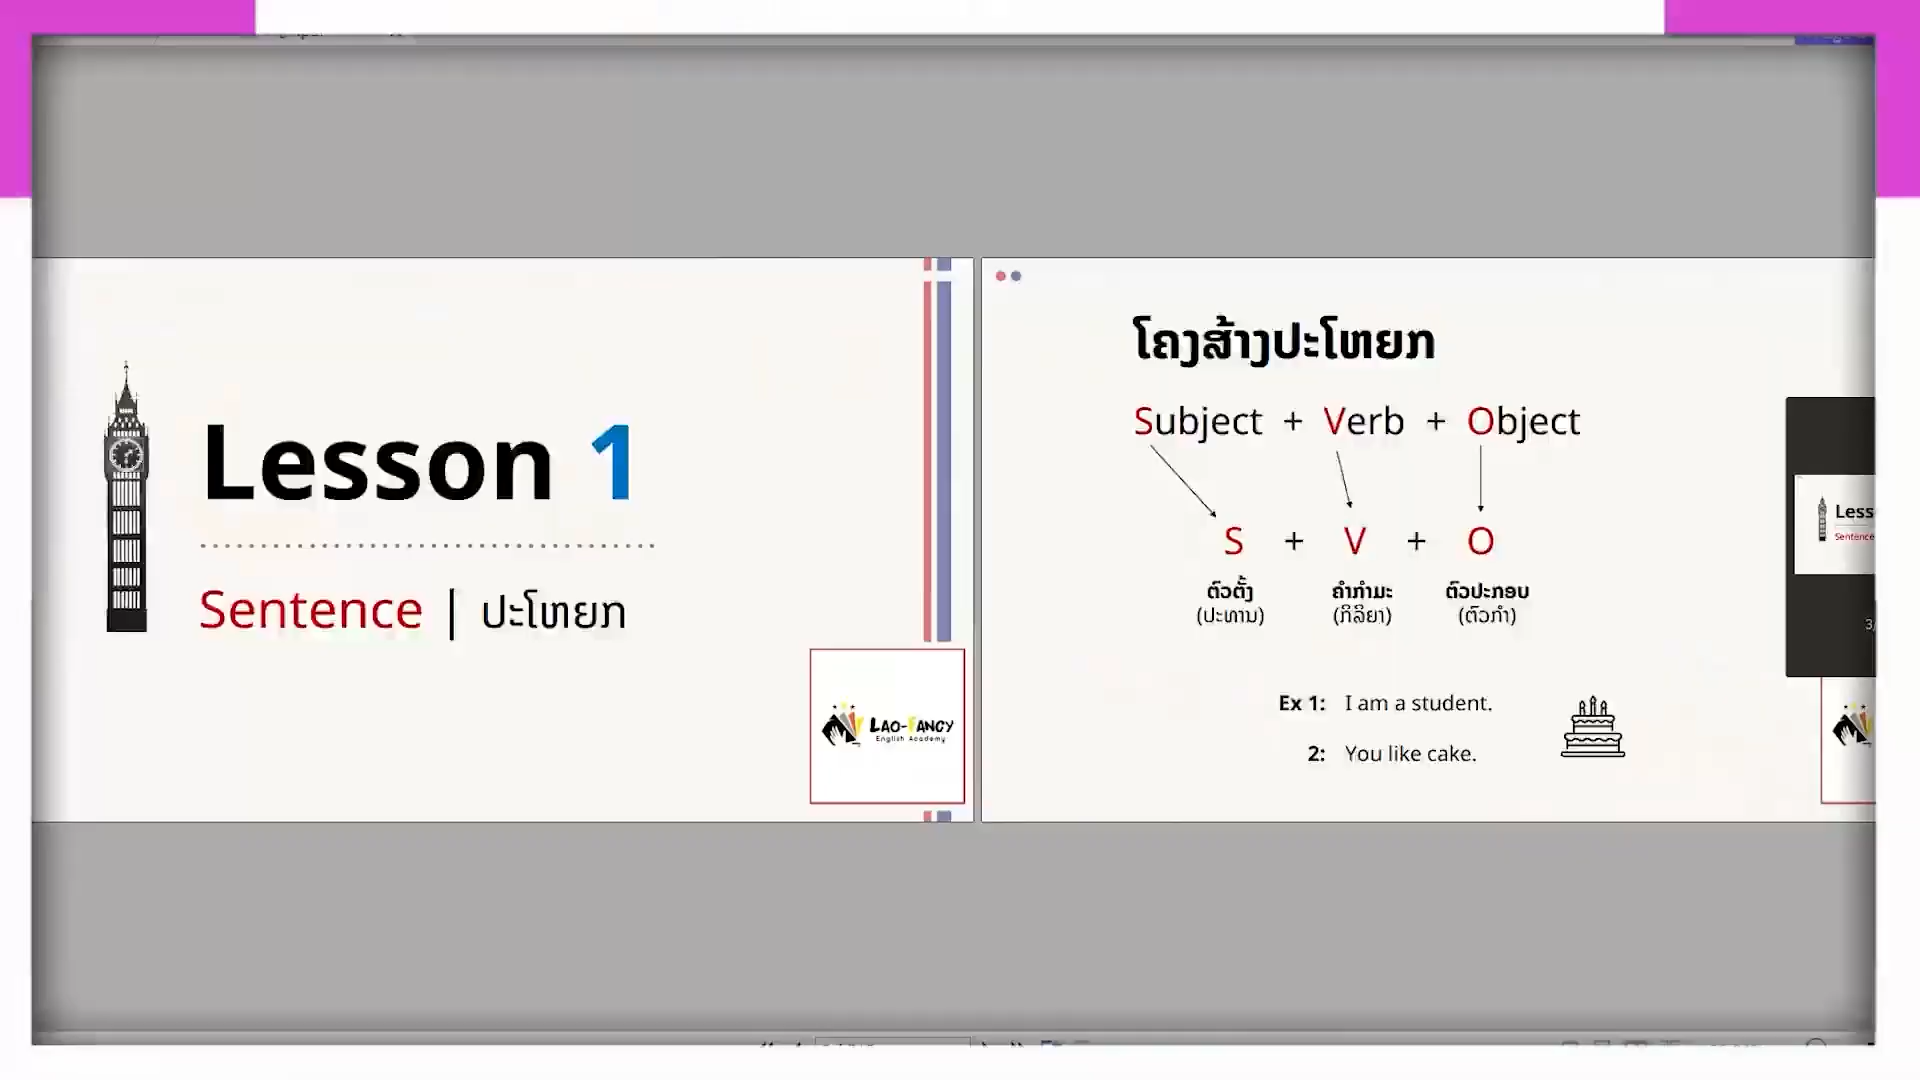 Lesson 1
Sentence | ປະໂຫຍກ
LAO-FANCY
English Academy
ໂຄງສ້າງປະໂຫຍກ
Subject + Verb + Object
S + V + O
ຕົວຕັ້ງ ຄຳກຳມະ ຕົວປະກອບ
(ປະທານ) (ກິລິຍາ) (ຕົວກຳ)
Ex 1: I am a student.
2: You like cake.
Less
Sentence
3/